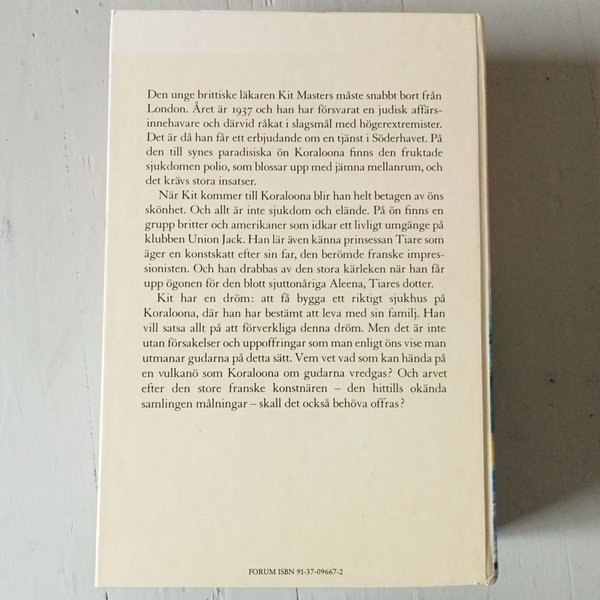 Den unge brittiske läkaren Kit Masters måste snabbt bort från
London. Året är 1937 och han har försvarat en judisk affärs-
innehavare och därvid råkat i slagsmål med högerextremister.
Det är då han får ett erbjudande om en tjänst i Söderhavet. På
den till synes paradisiska ön Koraloona finns den fruktade
sjukdomen polio, som blossar upp med jämna mellanrum, och
det krävs stora insatser.
När Kit kommer till Koraloona blir han helt betagen av öns
skönhet. Och allt är inte sjukdom och elände. På ön finns en
grupp britter och amerikaner som idkar ett livligt umgänge på
klubben Union Jack. Han lär även känna prinsessan Tiare som
äger en konstskatt efter sin far, den berömde franske impres-
sionisten. Och han drabbas av den stora kärleken när han får
upp ögonen för den blott sjuttonåriga Aleena, Tiares dotter.
Kit har en dröm: att få bygga ett riktigt sjukhus på
Koraloona, där han har bestämt att leva med sin familj. Han
vill satsa allt på att förverkliga denna dröm. Men det är inte
utan försakelser och uppoffringar som man enligt öns vise man
utmanar gudarna på detta sätt. Vem vet vad som kan hända på
en vulkanö som Koraloona om gudarna vredgas? Och arvet
efter den store franske konstnären – den hittills okända
samlingen målningar – skall det också behöva offras?
FORUM ISBN 91-37-09667-2